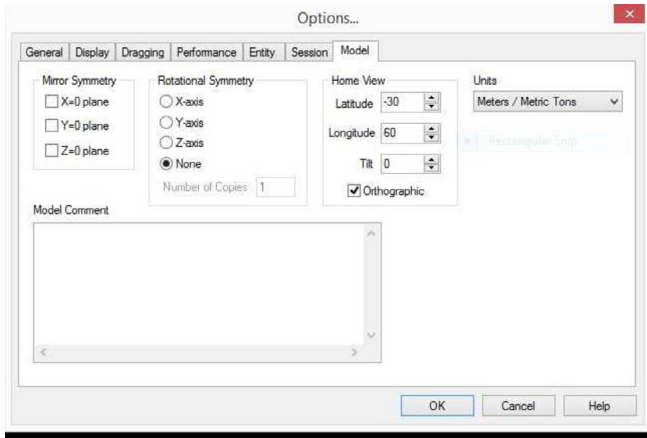 Options...
General Display Dragging Performance Entity Session Model
Mirror Symmetry
X=0 plane
Y=0 plane
Z=0 plane
Rotational Symmetry
X-axis
Y-axis
Z-axis
None
Number of Copies 1
Home View
Latitude -30
Longitude 60
Tilt 0
Orthographic
Units
Meters / Metric Tons
Rectangular Snip
Model Comment
OK Cancel Help